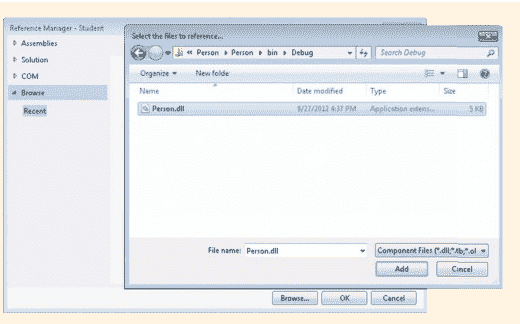 Reference Manager - Student
Assemblies
Solution
COM
Browse
Recent
Select the files to reference...
« Person Person bin Debug
Search Debug
Organize New folder
Name Date modified Type Size
Person.dll 9/27/2012 4:37 PM Application extens... 5 KB
File name: Person.dll
Component Files (*.dll;*.tlb;*.ol
Add Cancel
Browse... OK Cancel